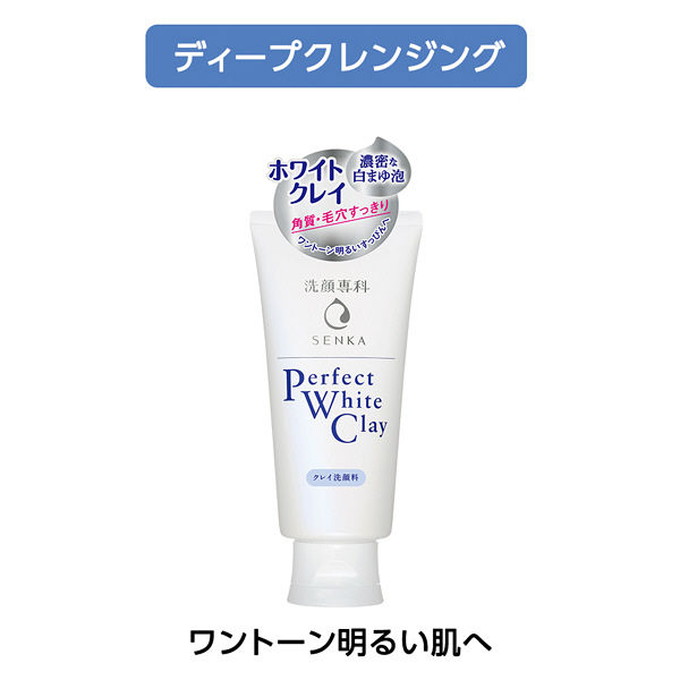 ディープクレンジング
濃密な
白まゆ泡
ホワイト
クレイ
角質・毛穴すっきり
ワントーン明るいすっぴんへ
洗顔専科
SENKA
Perfect
White
Clay
クレイ洗顔料
ワントーン明るい肌へ